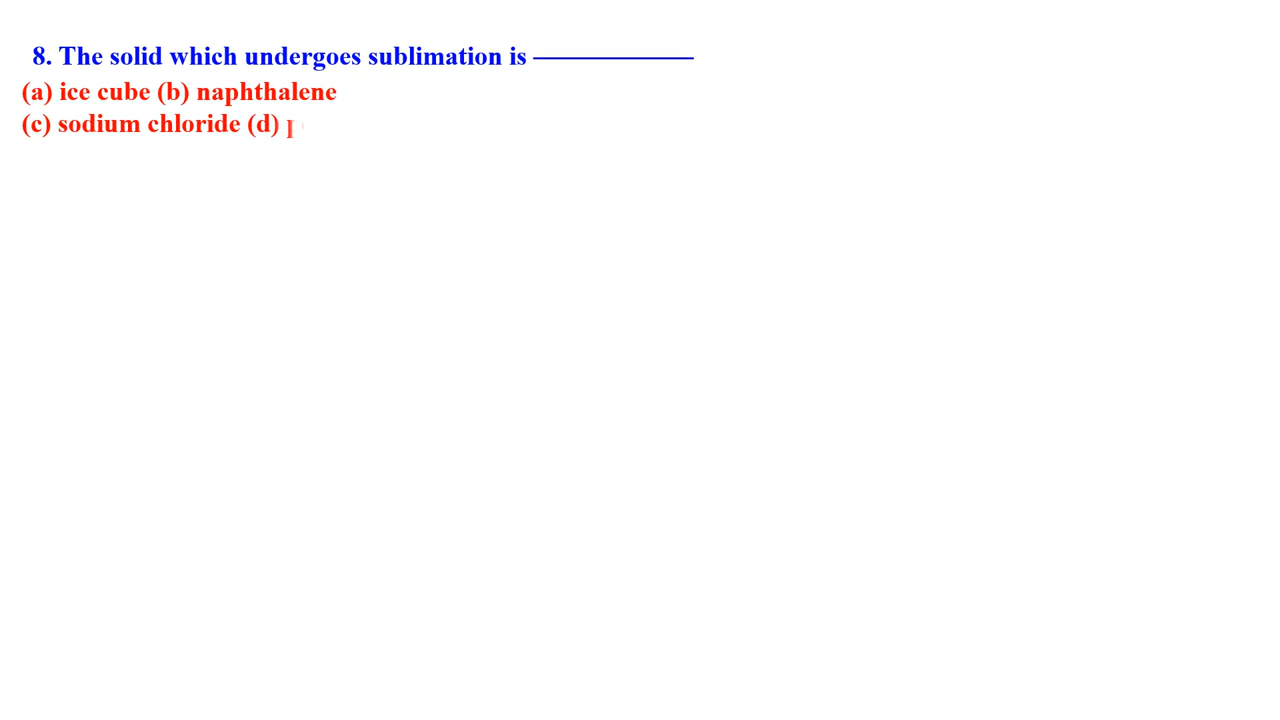 8. The solid which undergoes sublimation is
(a) ice cube (b) naphthalene
(c) sodium chloride (d)